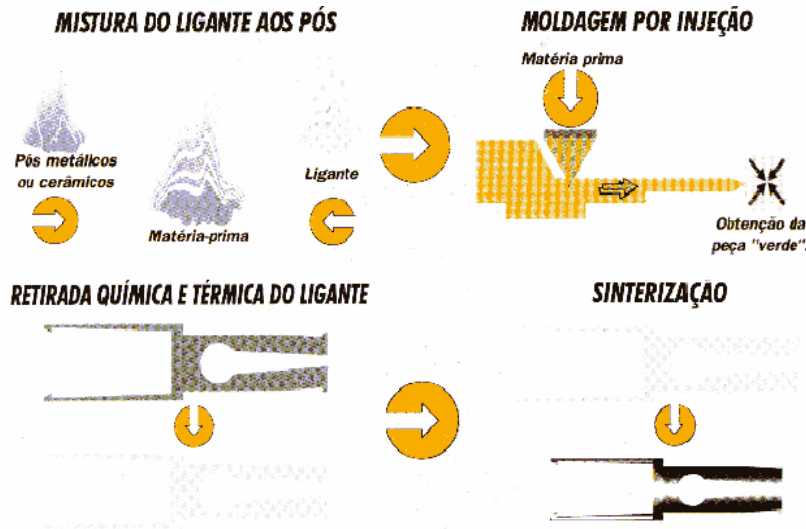 MISTURA DO LIGANTE AOS PÓS
MOLDAGEM POR INJEÇÃO
Matéria prima
Pós metálicos
ou cerâmicos
Ligante
Matéria-prima
Obtenção da
peça "verde".
RETIRADA QUÍMICA E TÉRMICA DO LIGANTE
SINTERIZAÇÃO